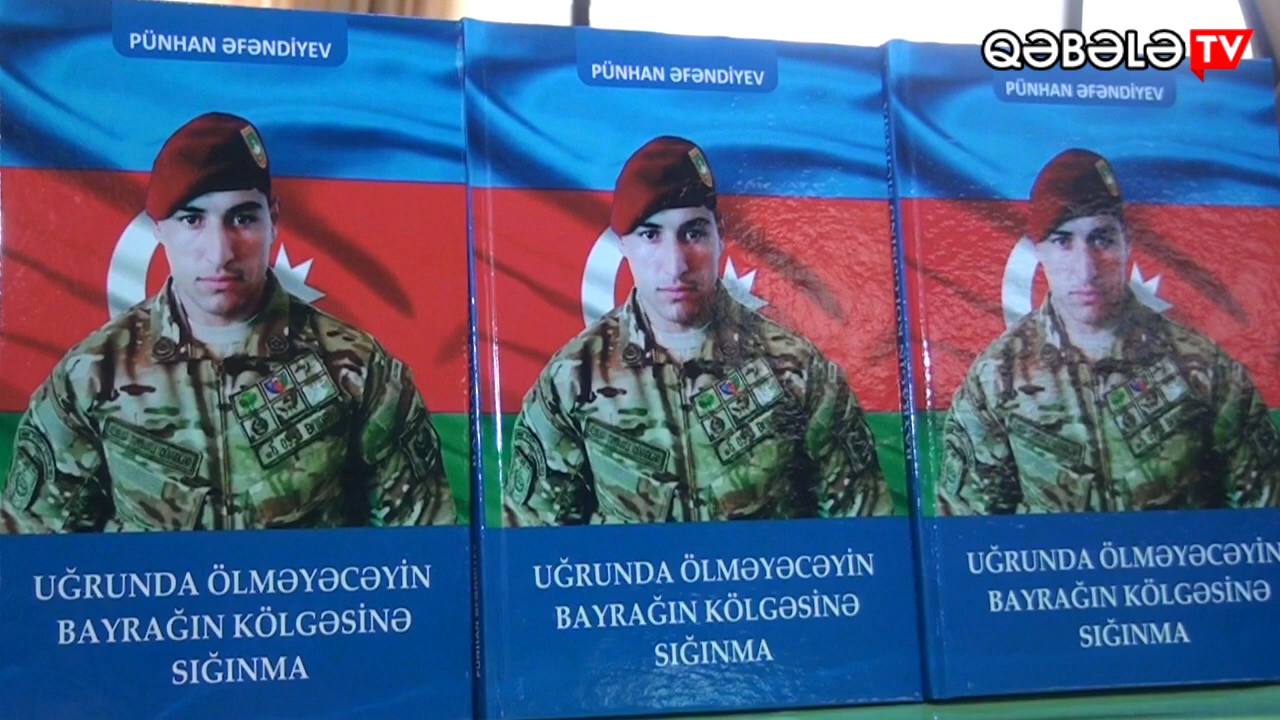 QƏBƏLƏ TV
PÜNHAN ƏFƏNDİYEV
UĞRUNDA ÖLMƏYƏCƏYİN
BAYRAĞIN KÖLGƏSİNƏ
SIĞINMA
PÜNHAN ƏFƏNDİYEV
UĞRUNDA ÖLMƏYƏCƏYİN
BAYRAĞIN KÖLGƏSİNƏ
SIĞINMA
PÜNHAN ƏFƏNDİYEV
UĞRUNDA ÖLMƏYƏCƏYİN
BAYRAĞIN KÖLGƏSİNƏ
SIĞINMA